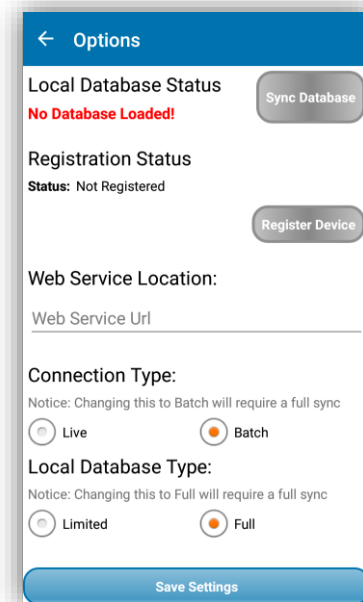 Options
Local Database Status
Sync Database
No Database Loaded!
Registration Status
Status: Not Registered
Register Device
Web Service Location:
Web Service Url
Connection Type:
Notice: Changing this to Batch will require a full sync
Live Batch
Local Database Type:
Notice: Changing this to Full will require a full sync
Limited Full
Save Settings